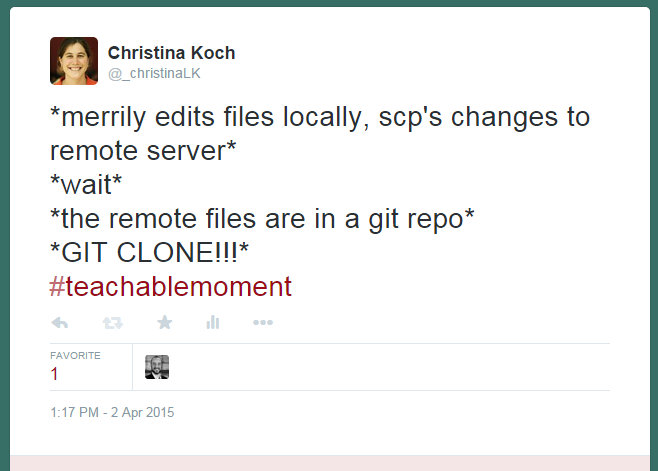 Christina Koch
@_christinaLK
*merrily edits files locally, scp's changes to
remote server*
*wait*
*the remote files are in a git repo*
*GIT CLONE!!!*
#teachablemoment
FAVORITE
1
1:17 PM - 2 Apr 2015